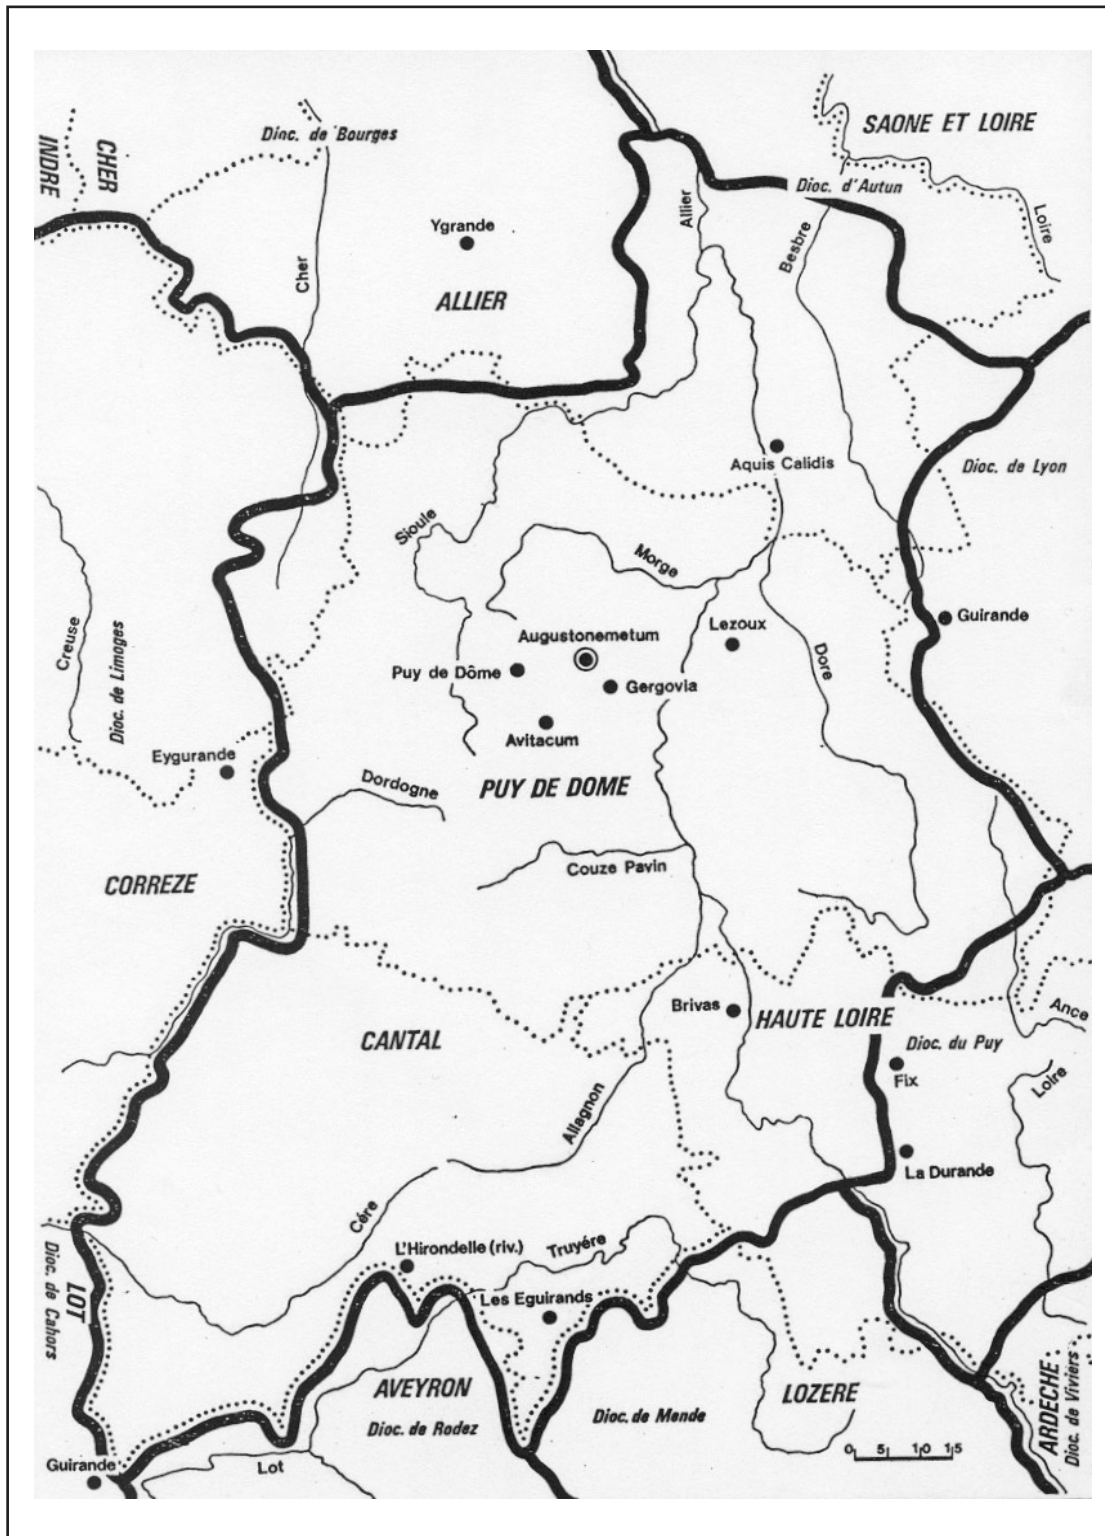 SAONE ET LOIRE
Dioc. de Bourges
CHER
INDRE
Dioc. d'Autun
Allier
Loire
Ygrande
Besbre
Cher
ALLIER
Aquis Calidis
Dioc. de Lyon
Sioule
Morge
Creuse
Dioc. de Limoges
Augustonemetum
Lezoux
Guirande
Puy de Dôme
Gergovia
Dore
Avitacum
Eygurande
Dordogne
PUY DE DOME
Couze Pavin
CORREZE
Brivas
HAUTE LOIRE
Ance
CANTAL
Dioc. du Puy
Fix
Loire
Allagnon
La Durande
Cére
L'Hirondelle (riv.)
Truyére
LOT
Dioc. de Cahors
Les Eguirands
AVEYRON
Dioc. de Rodez
Dioc. de Mende
LOZERE
ARDECHE
Dioc. de Viviers
0 5 10 15
Guirande
Lot